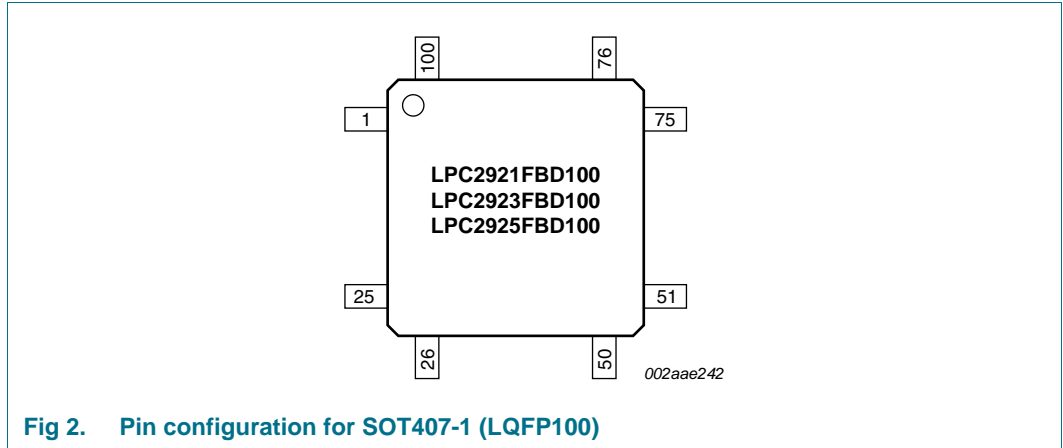 100
76
1
75
LPC2921FBD100
LPC2923FBD100
LPC2925FBD100
25
51
26
50
002aae242
Fig 2. Pin configuration for SOT407-1 (LQFP100)